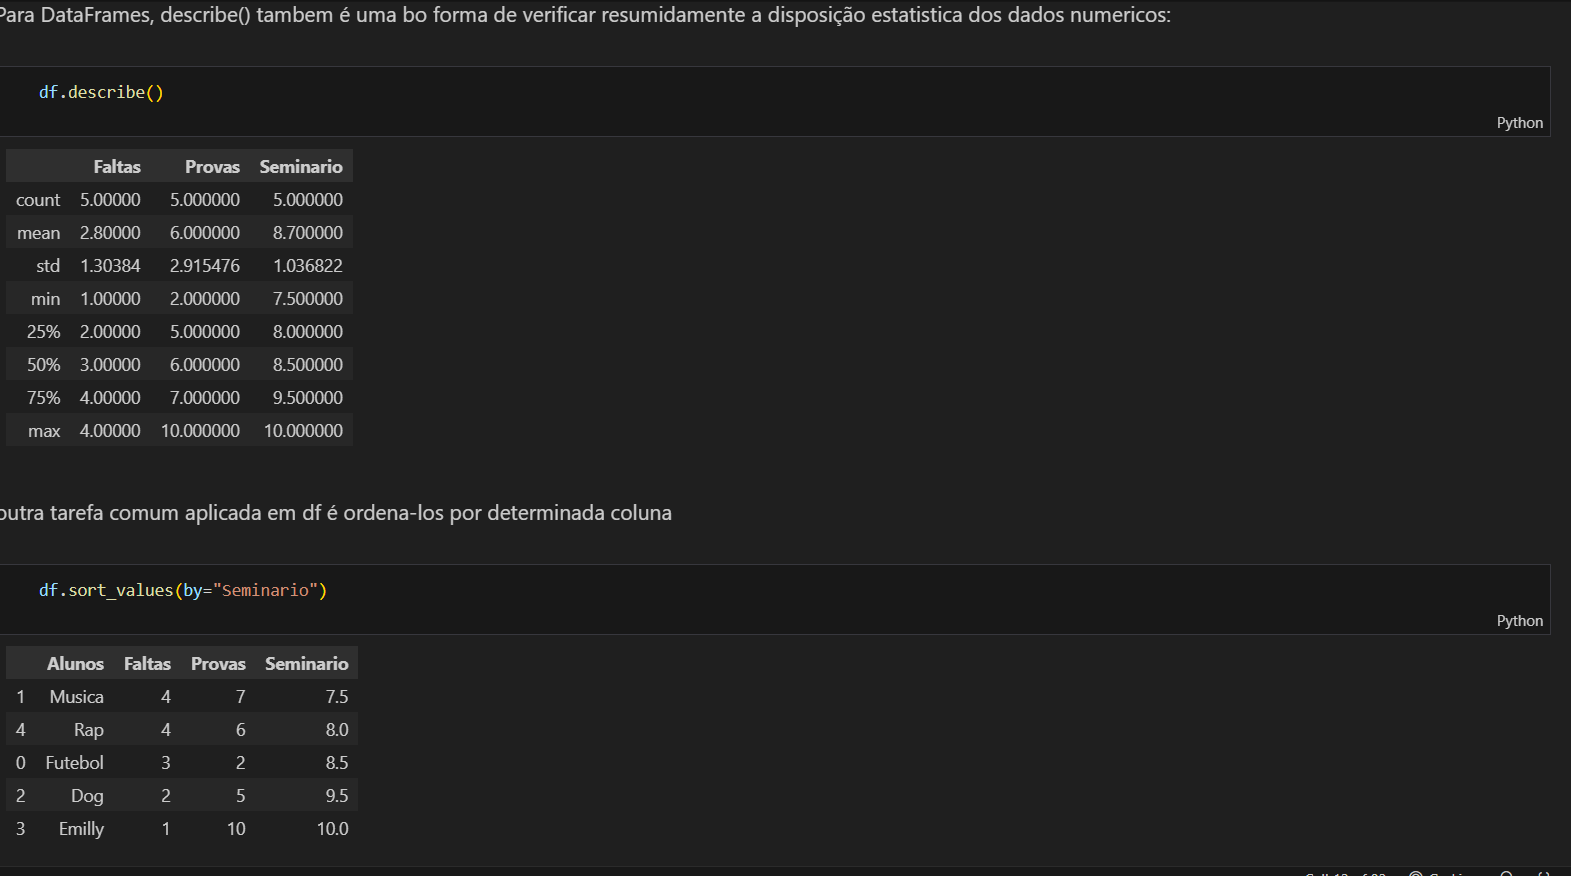 Para DataFrames, describe() tambem é uma bo forma de verificar resumidamente a disposição estatistica dos dados numericos:
df.describe()
Python
Faltas Provas Seminario
count 5.00000 5.000000 5.000000
mean 2.80000 6.000000 8.700000
std 1.30384 2.915476 1.036822
min 1.00000 2.000000 7.500000
25% 2.00000 5.000000 8.000000
50% 3.00000 6.000000 8.500000
75% 4.00000 7.000000 9.500000
max 4.00000 10.000000 10.000000
outra tarefa comum aplicada em df é ordena-los por determinada coluna
df.sort_values(by="Seminario")
Python
Alunos Faltas Provas Seminario
1 Musica 4 7 7.5
4 Rap 4 6 8.0
0 Futebol 3 2 8.5
2 Dog 2 5 9.5
3 Emilly 1 10 10.0